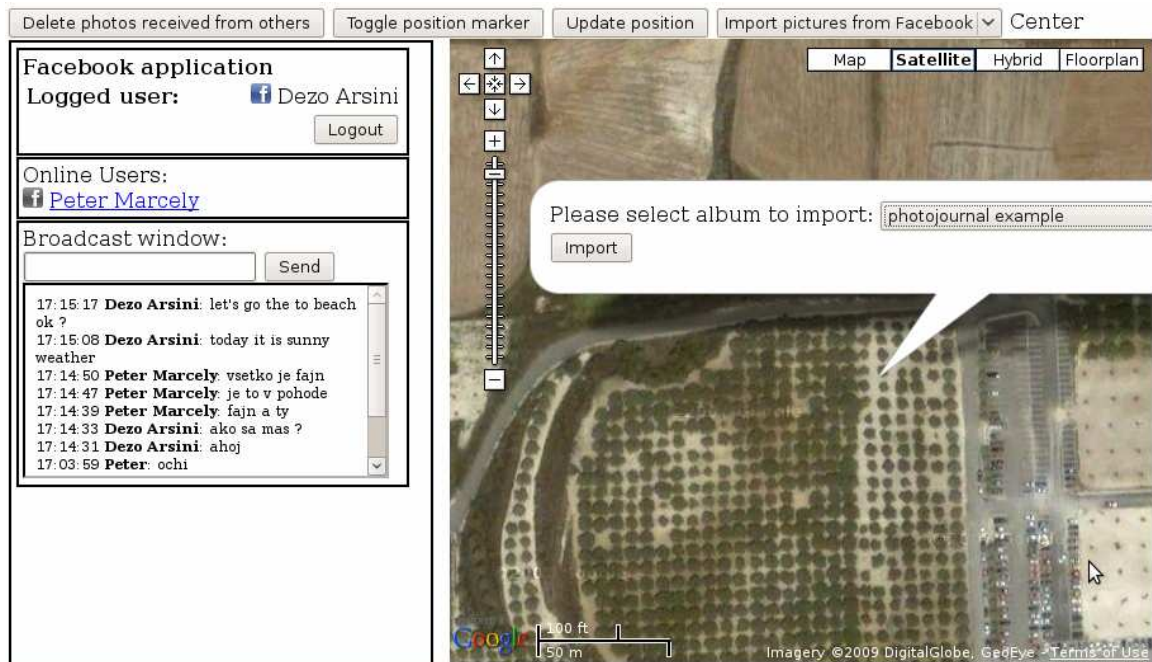 Delete photos received from others Toggle position marker Update position Import pictures from Facebook Center
Facebook application
Logged user: Dezo Arsini
Logout
Online Users:
Peter Marcely
Broadcast window:
Send
17:15:17 Dezo Arsini: let's go the to beach
ok ?
17:15:08 Dezo Arsini: today it is sunny
weather
17:14:50 Peter Marcely: vsetko je fajn
17:14:47 Peter Marcely: je to v pohode
17:14:39 Peter Marcely: fajn a ty
17:14:33 Dezo Arsini: ako sa mas ?
17:14:31 Dezo Arsini: ahoj
17:03:59 Peter: ochi
Map Satellite Hybrid Floorplan
Please select album to import: photojournal example
Import
Google
100 ft
50 m
Imagery ©2009 DigitalGlobe, GeoEye - Terms of Use